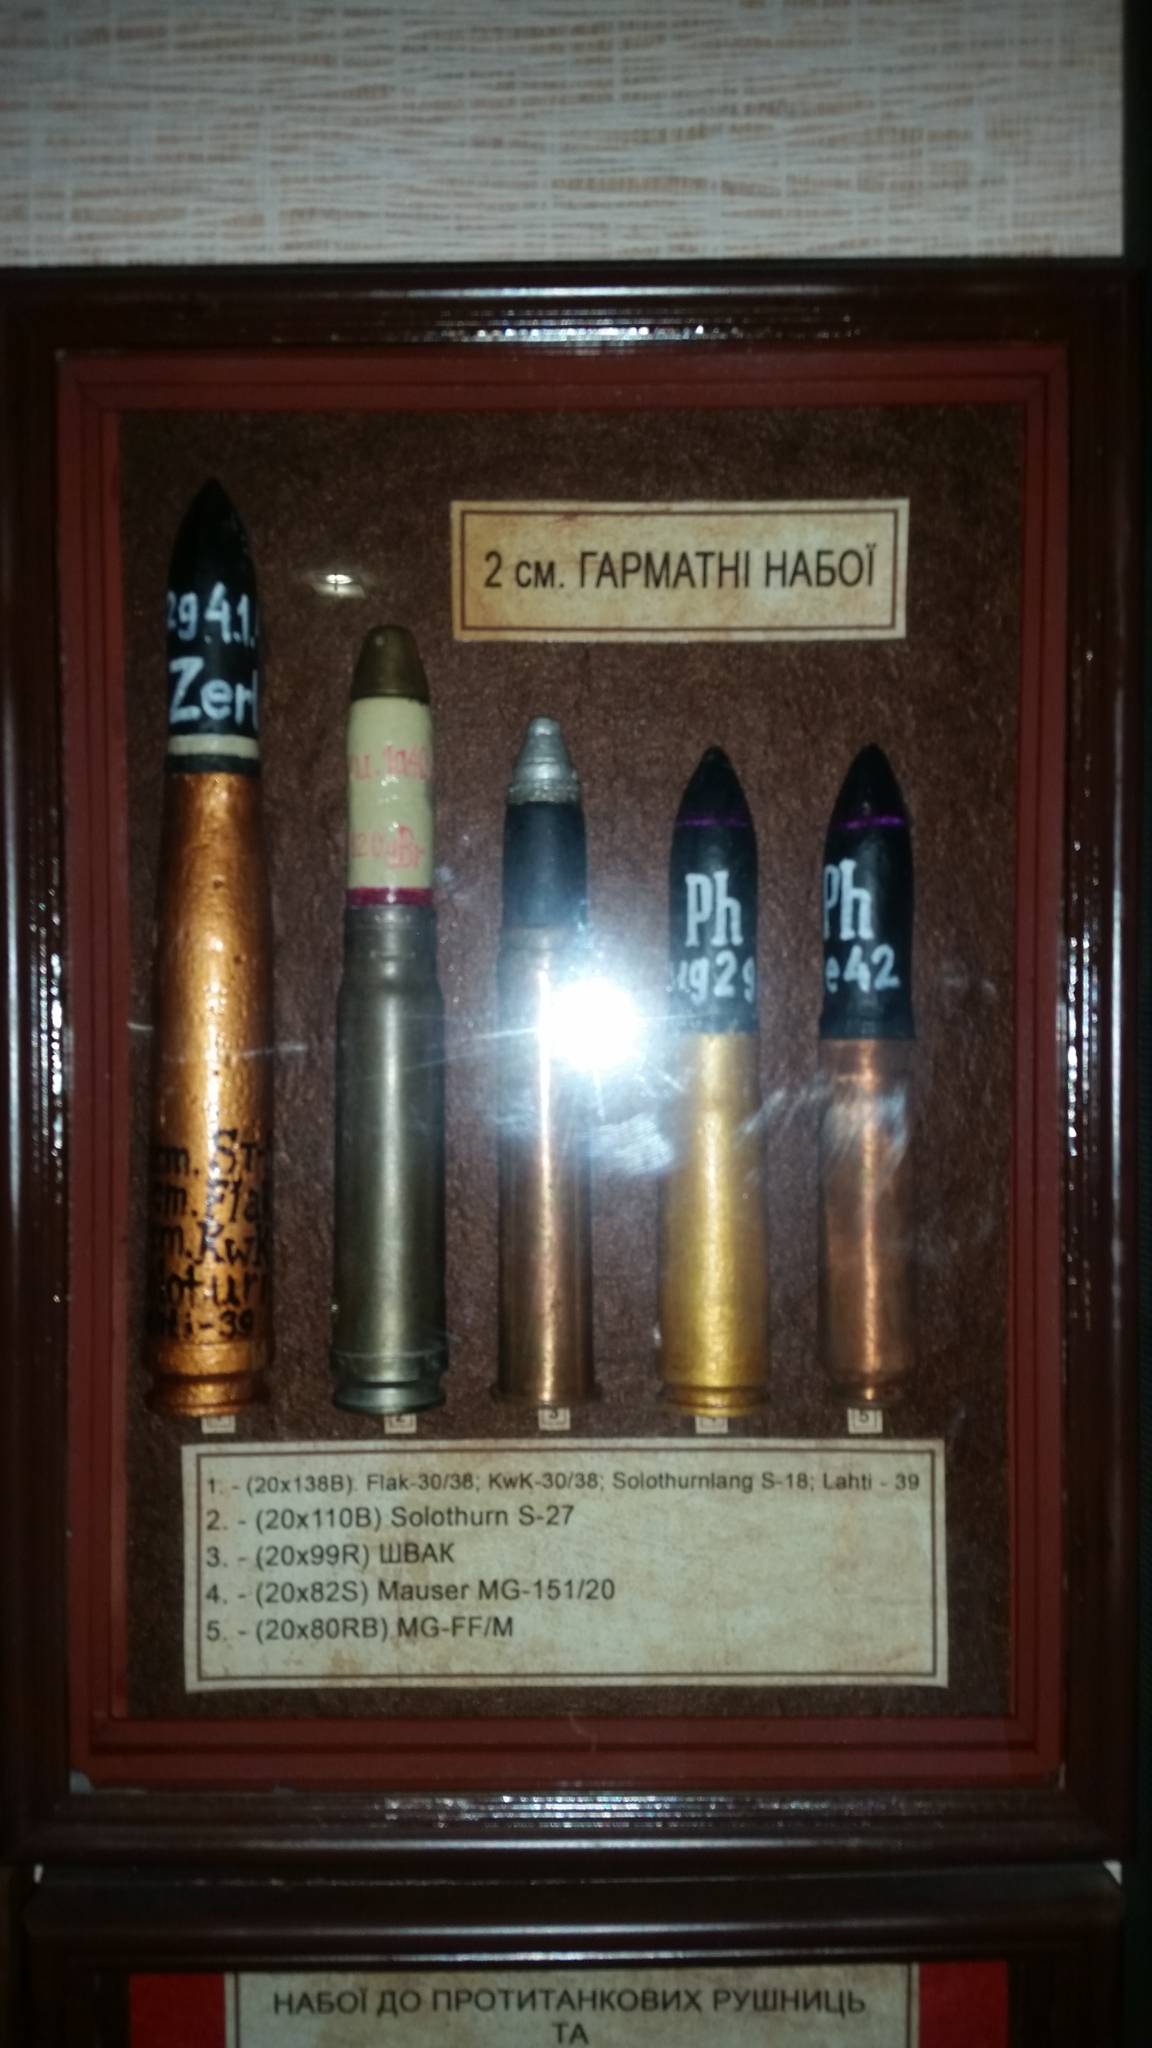 2 см. ГАРМАТНІ НАБОЇ
Zer
Ph
Ph
e42
1. - (20x138B). Flak-30/38; KwK-30/38; Solothurnlang S-18; Lahti - 39
2. - (20x110B) Solothurn S-27
3. - (20x99R) ШВАК
4. - (20x82S) Mauser MG-151/20
5. - (20x80RB) MG-FF/M
НАБОЇ ДО ПРОТИТАНКОВИХ РУШНИЦЬ
ТА